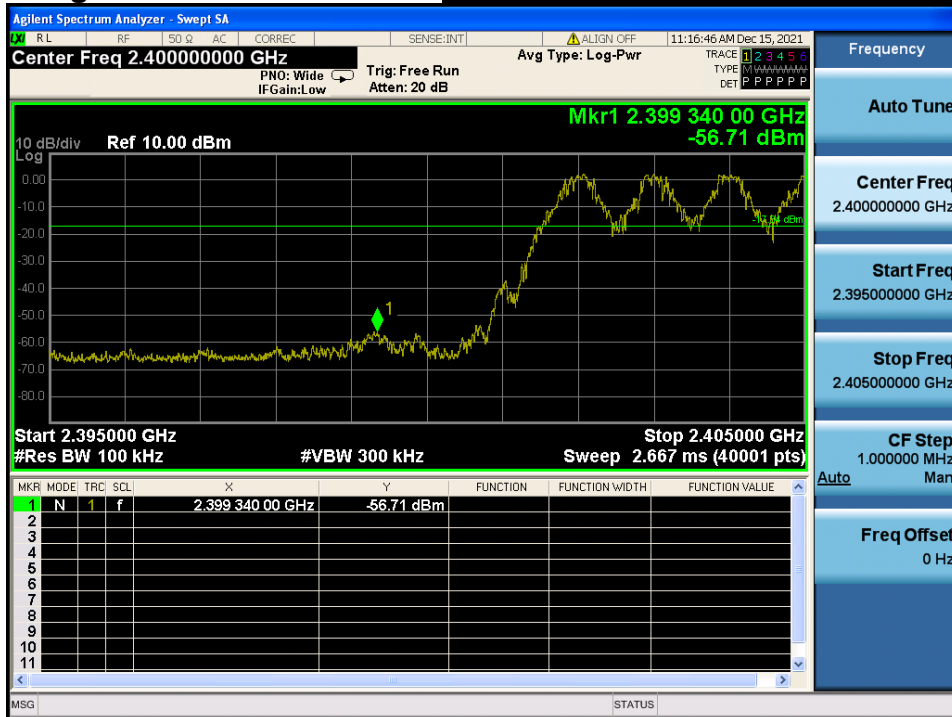 Agilent Spectrum Analyzer - Swept SA
LXI RL RF 50 Ω AC CORREC SENSE:INT ALIGN OFF 11:16:46 AM Dec 15, 2021
Center Freq 2.400000000 GHz
PNO: Wide
IFGain:Low
Trig: Free Run
Atten: 20 dB
Avg Type: Log-Pwr
TRACE 1 2 3 4 5 6
TYPE M WWWWW
DET P P P P P P
Mkr1 2.399 340 00 GHz
-56.71 dBm
10 dB/div Ref 10.00 dBm
Log
0.00
-10.0
-20.0
-30.0
-40.0
-50.0
-60.0
-70.0
-80.0
1
dBm
Start 2.395000 GHz Stop 2.405000 GHz
#Res BW 100 kHz #VBW 300 kHz Sweep 2.667 ms (40001 pts)
MKR MODE TRC SCL X Y FUNCTION FUNCTION WIDTH FUNCTION VALUE
1 N 1 f 2.399 340 00 GHz -56.71 dBm
2
3
4
5
6
7
8
9
10
11
MSG STATUS
Frequency
Auto Tune
Center Freq
2.400000000 GHz
Start Freq
2.395000000 GHz
Stop Freq
2.405000000 GHz
CF Step
1.000000 MHz
Auto Man
Freq Offset
0 Hz